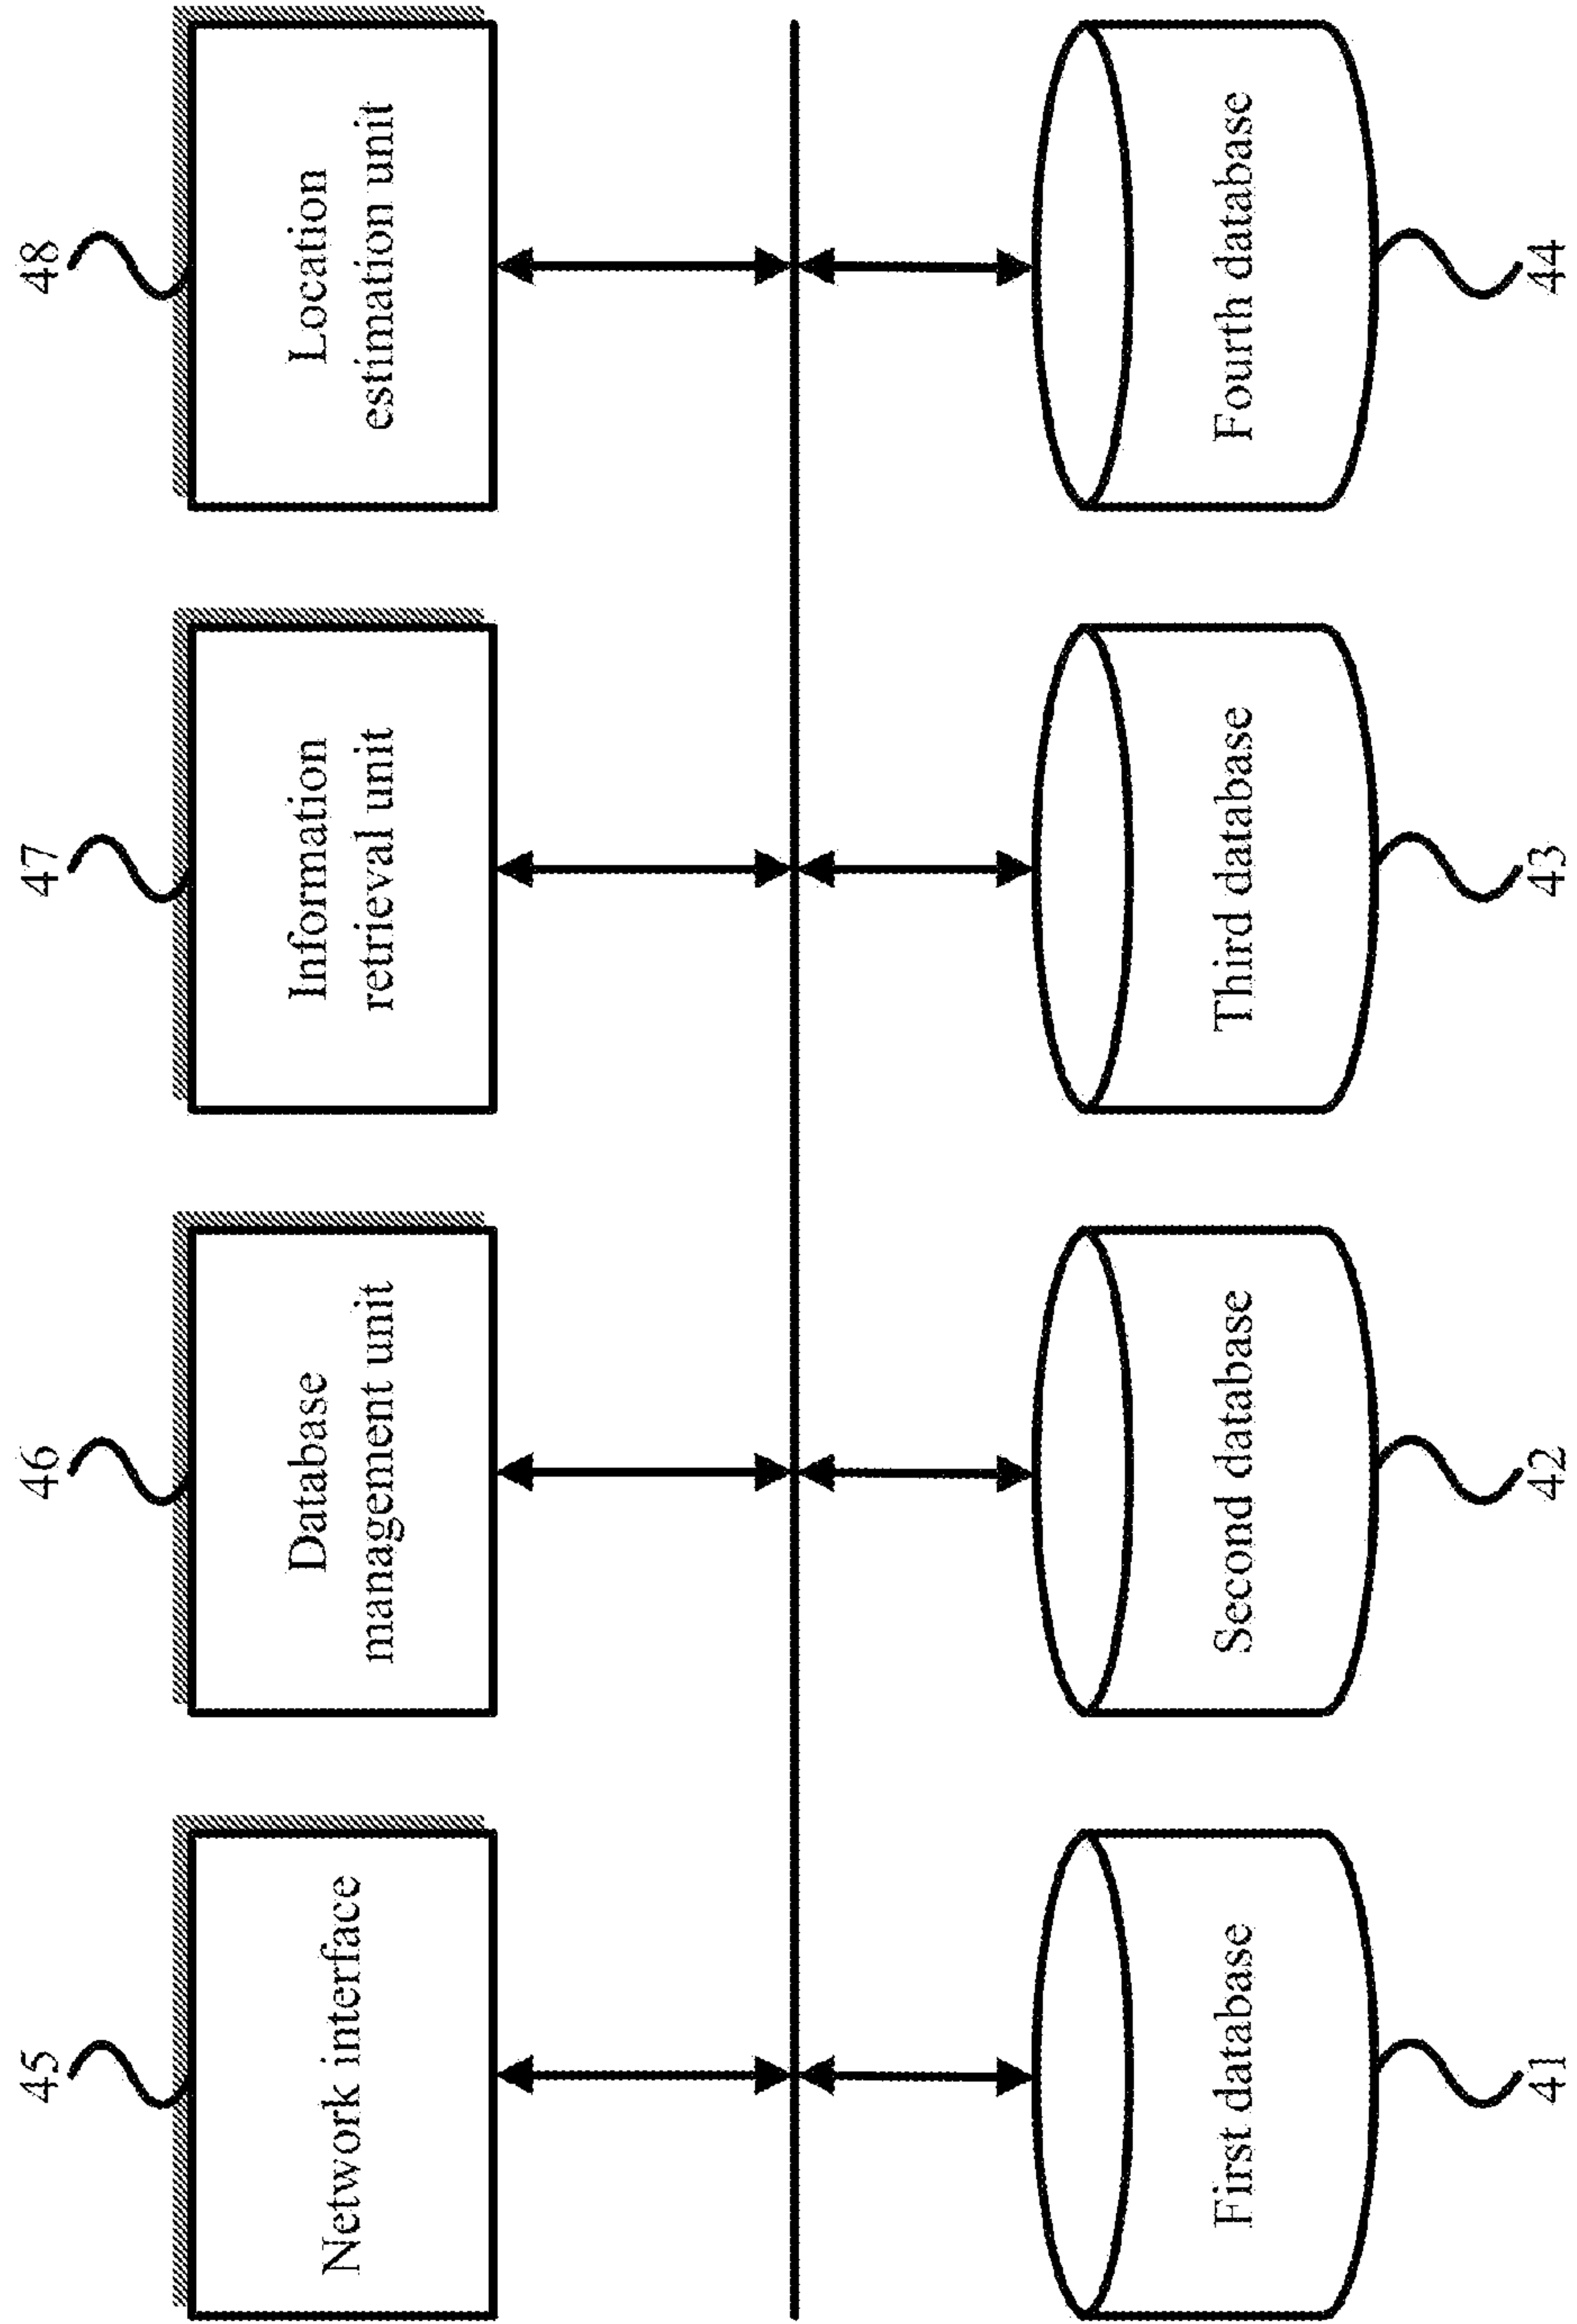 45
46
47
48
Network interface
Database
management unit
Information
retrieval unit
Location
estimation unit
First database
Second database
Third database
Fourth database
41
42
43
44